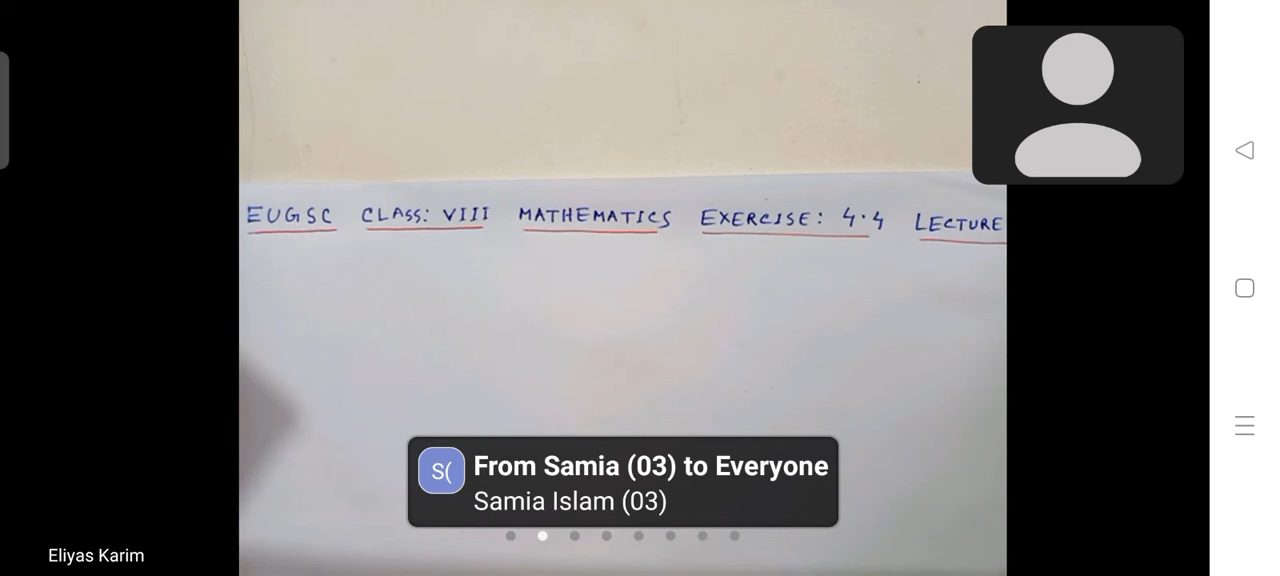 EUGSC CLASS: VIII MATHEMATICS EXERCISE: 4.4 LECTURE
S( From Samia (03) to Everyone
Samia Islam (03)
Eliyas Karim